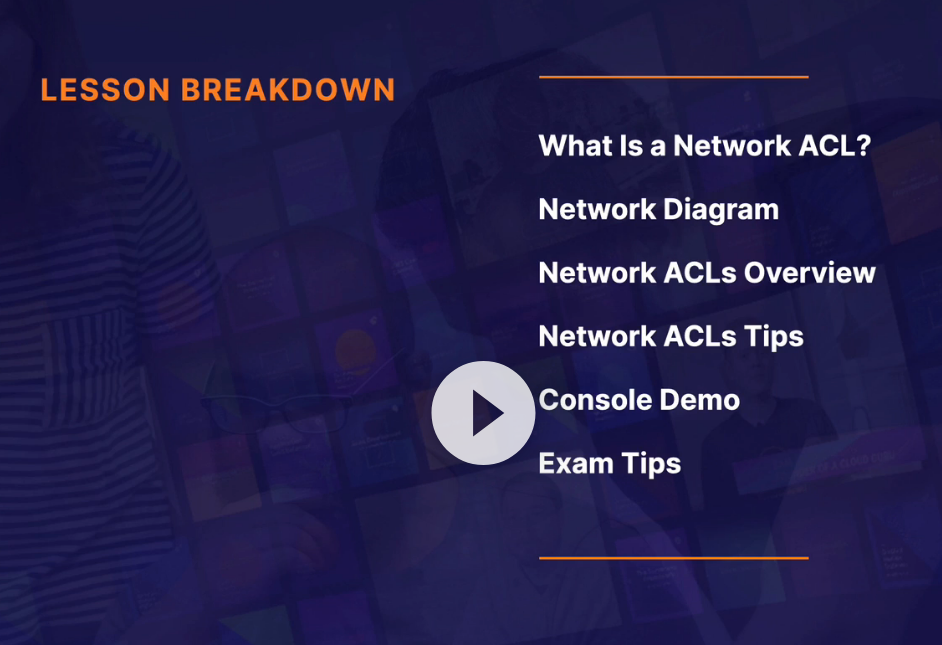 LESSON BREAKDOWN
What Is a Network ACL?
Network Diagram
Network ACLs Overview
Network ACLs Tips
Console Demo
Exam Tips